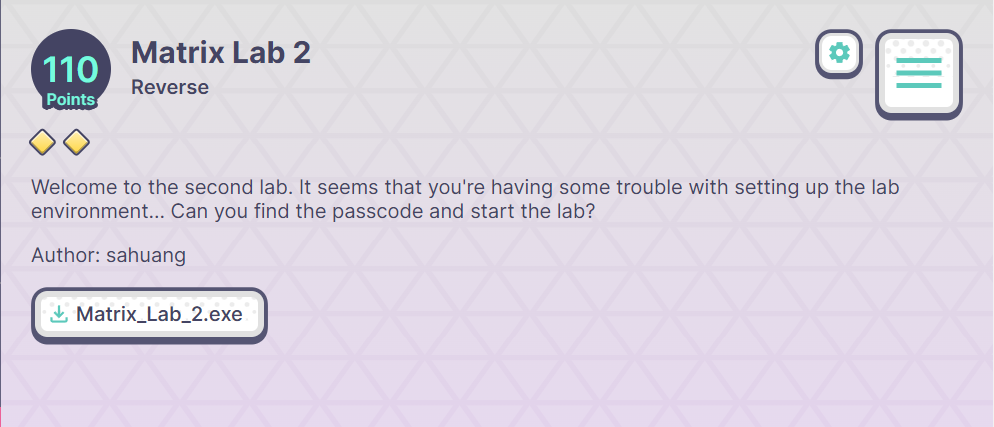 110
Points
Matrix Lab 2
Reverse
Welcome to the second lab. It seems that you're having some trouble with setting up the lab
environment... Can you find the passcode and start the lab?
Author: sahuang
Matrix_Lab_2.exe